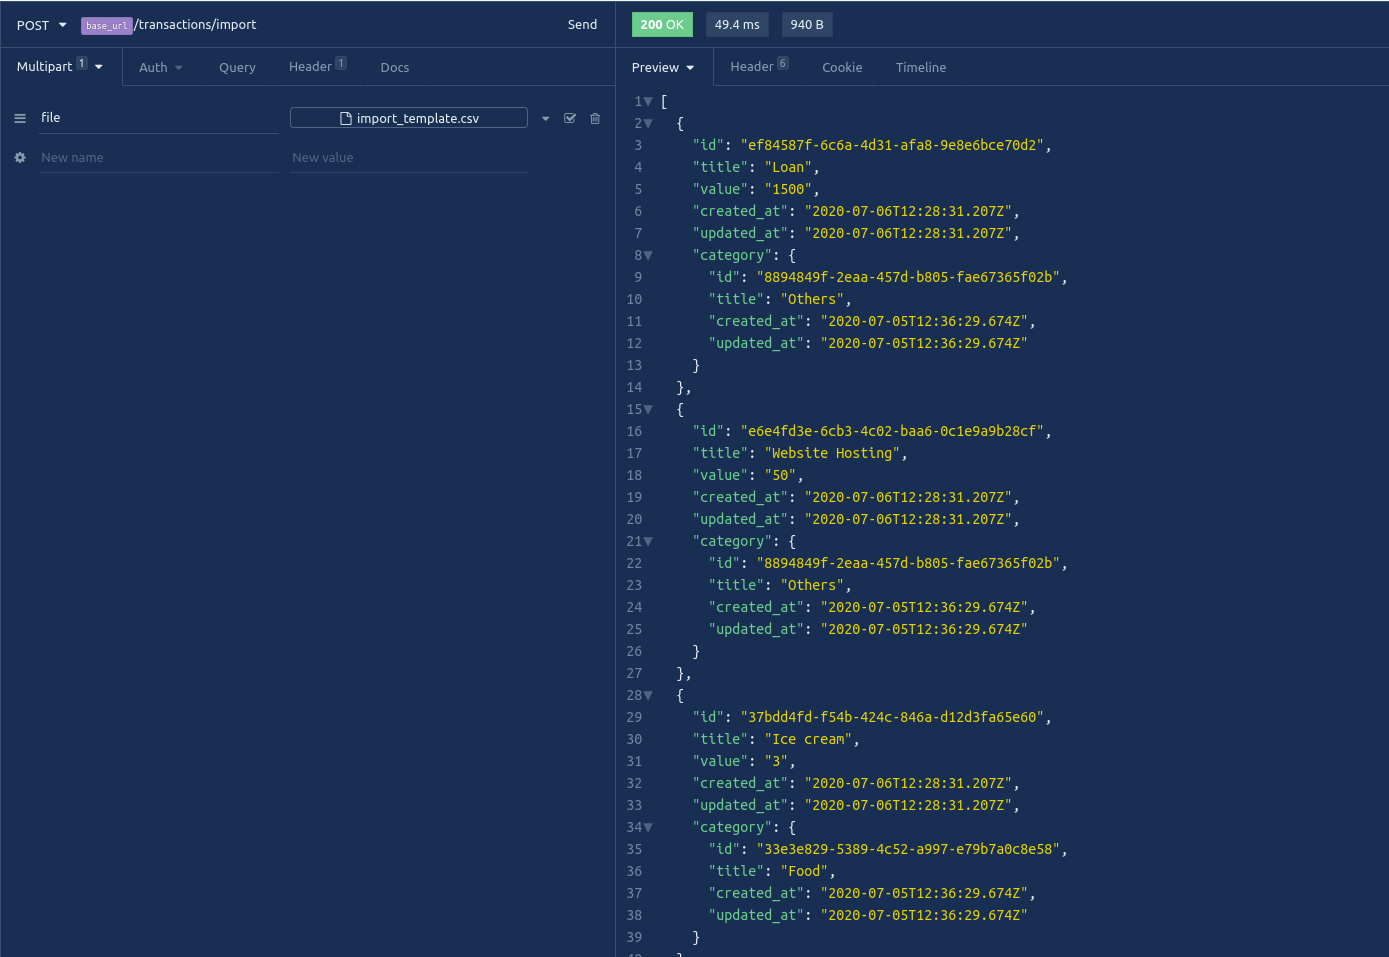 POST base_url/transactions/import Send
Multipart 1 Auth Query Header 1 Docs
file import_template.csv
New name New value
200 OK 49.4 ms 940 B
Preview Header 6 Cookie Timeline
1 [
2 {
3 "id": "ef84587f-6c6a-4d31-afa8-9e8e6bce70d2",
4 "title": "Loan",
5 "value": "1500",
6 "created_at": "2020-07-06T12:28:31.207Z",
7 "updated_at": "2020-07-06T12:28:31.207Z",
8 "category": {
9 "id": "8894849f-2eaa-457d-b805-fae67365f02b",
10 "title": "Others",
11 "created_at": "2020-07-05T12:36:29.674Z",
12 "updated_at": "2020-07-05T12:36:29.674Z"
13 }
14 },
15 {
16 "id": "e6e4fd3e-6cb3-4c02-baa6-0c1e9a9b28cf",
17 "title": "Website Hosting",
18 "value": "50",
19 "created_at": "2020-07-06T12:28:31.207Z",
20 "updated_at": "2020-07-06T12:28:31.207Z",
21 "category": {
22 "id": "8894849f-2eaa-457d-b805-fae67365f02b",
23 "title": "Others",
24 "created_at": "2020-07-05T12:36:29.674Z",
25 "updated_at": "2020-07-05T12:36:29.674Z"
26 }
27 },
28 {
29 "id": "37bdd4fd-f54b-424c-846a-d12d3fa65e60",
30 "title": "Ice cream",
31 "value": "3",
32 "created_at": "2020-07-06T12:28:31.207Z",
33 "updated_at": "2020-07-06T12:28:31.207Z",
34 "category": {
35 "id": "33e3e829-5389-4c52-a997-e79b7a0c8e58",
36 "title": "Food",
37 "created_at": "2020-07-05T12:36:29.674Z",
38 "updated_at": "2020-07-05T12:36:29.674Z"
39 }